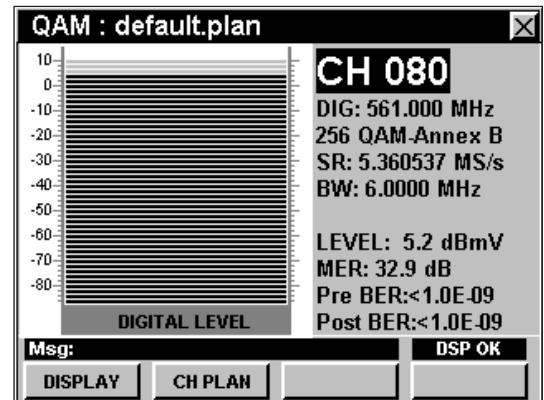 QAM : default.plan
10
0
-10
-20
-30
-40
-50
-60
-70
-80
DIGITAL LEVEL
CH 080
DIG: 561.000 MHz
256 QAM-Annex B
SR: 5.360537 MS/s
BW: 6.0000 MHz
LEVEL: 5.2 dBmV
MER: 32.9 dB
Pre BER:<1.0E-09
Post BER:<1.0E-09
Msg:
DSP OK
DISPLAY
CH PLAN